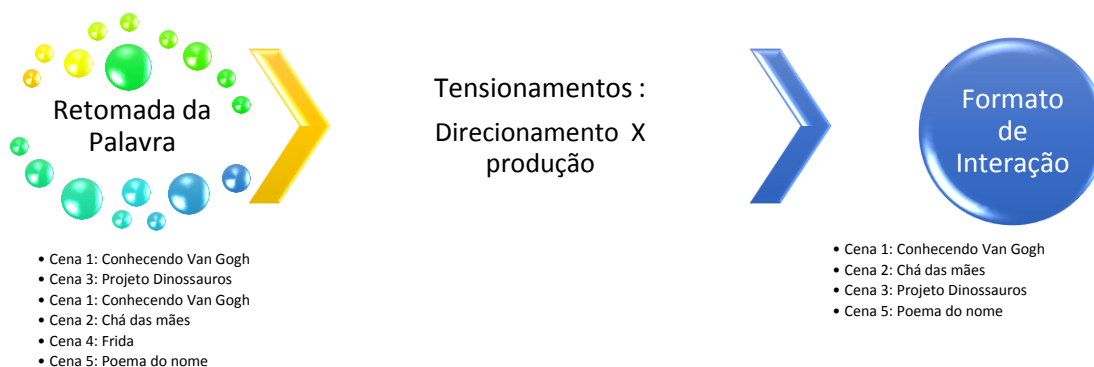 Retomada da
Palavra
• Cena 1: Conhecendo Van Gogh
• Cena 3: Projeto Dinossauros
• Cena 1: Conhecendo Van Gogh
• Cena 2: Chá das mães
• Cena 4: Frida
• Cena 5: Poema do nome
Tensionamentos :
Direcionamento X
produção
Formato
de
Interação
• Cena 1: Conhecendo Van Gogh
• Cena 2: Chá das mães
• Cena 3: Projeto Dinossauros
• Cena 5: Poema do nome